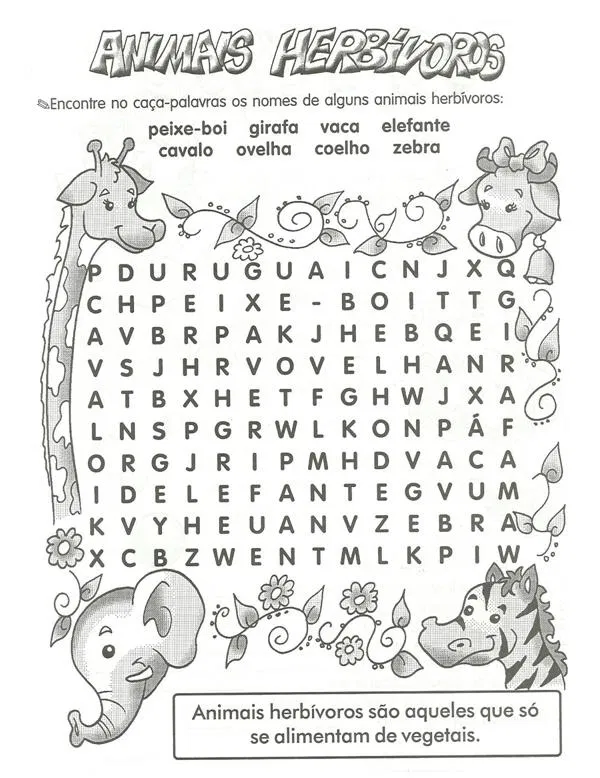 ANIMAIS HERBÍVOROS
Encontre no caça-palavras os nomes de alguns animais herbívoros:
peixe-boi girafa vaca elefante
cavalo ovelha coelho zebra
P D U R U G U A I C N J X Q
C H P E I X E - B O I T T G
A V B R P A K J H E B Q E I
V S J H R V O V E L H A N R
A T B X H E T F G H W J X A
L N S P G R W L K O N P Á F
O R G J R I P M H D V A C A
I D E L E F A N T E G V U M
K V Y H E U A N V Z E B R A
X C B Z W E N T M L K P I W
Animais herbívoros são aqueles que só
se alimentam de vegetais.